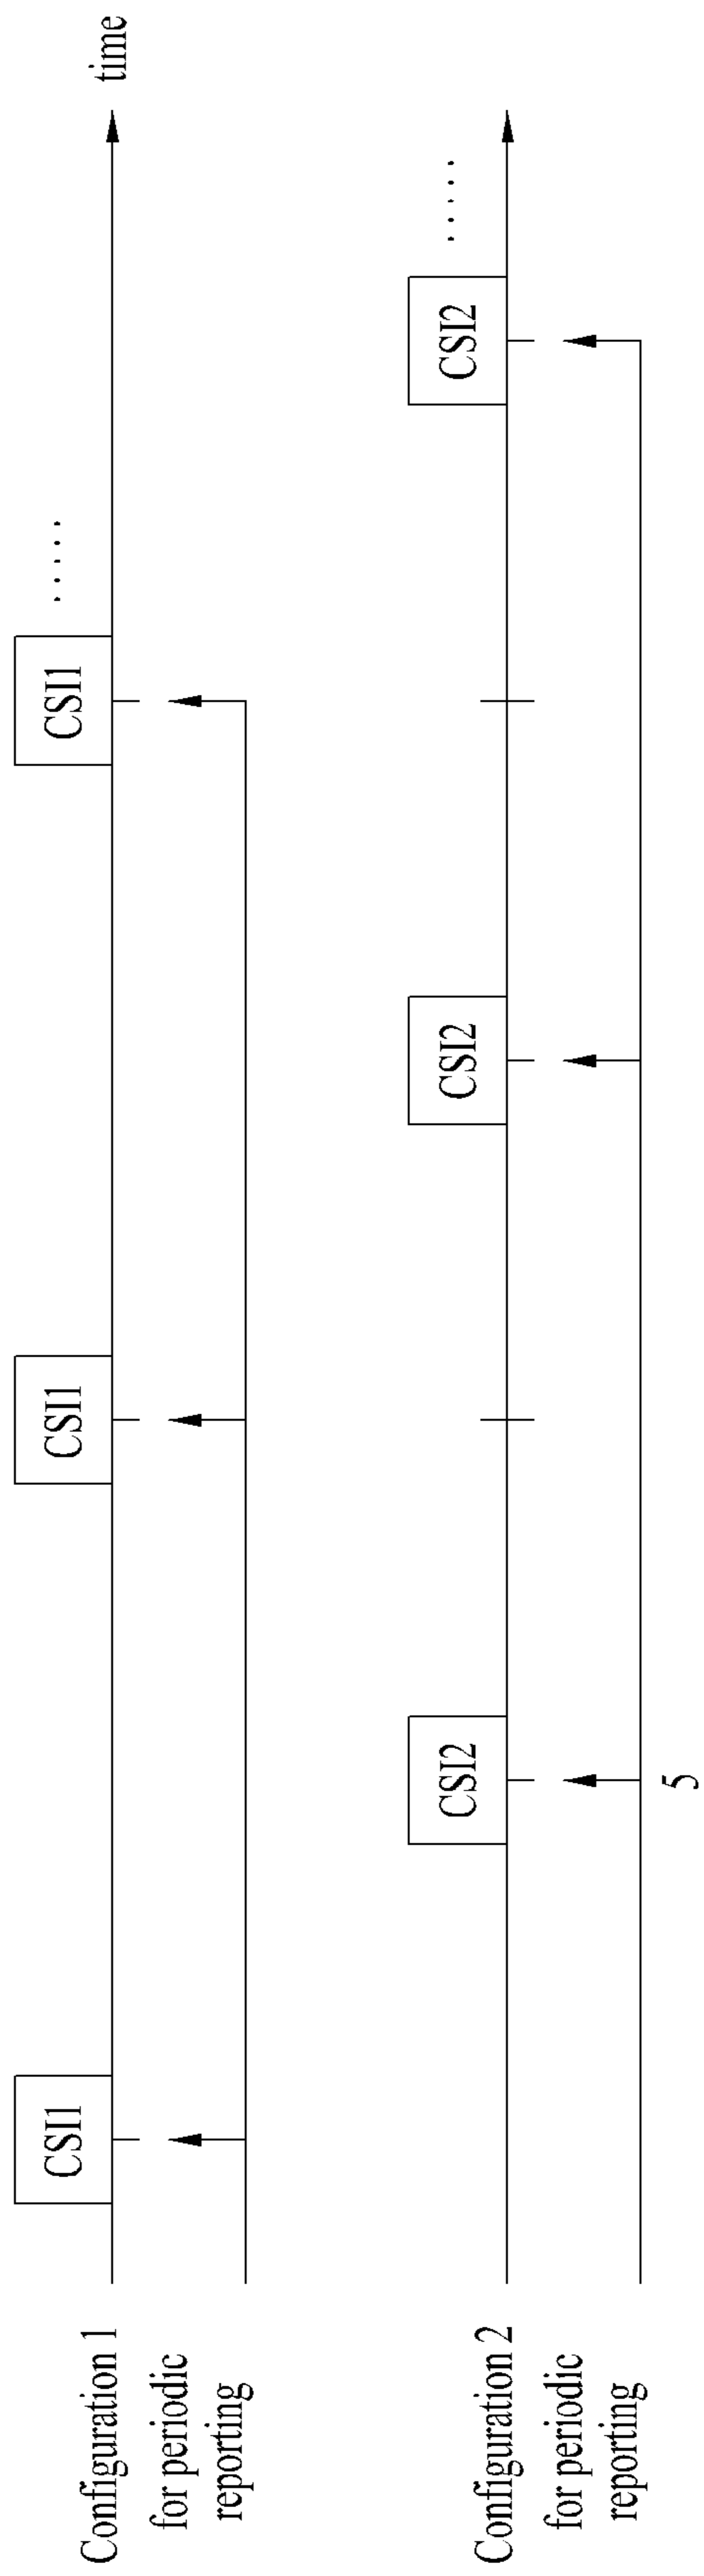 Configuration 1
for periodic
reporting
CSI1
CSI1
CSI1
.....
time
Configuration 2
for periodic
reporting
CSI2
CSI2
CSI2
.....
5